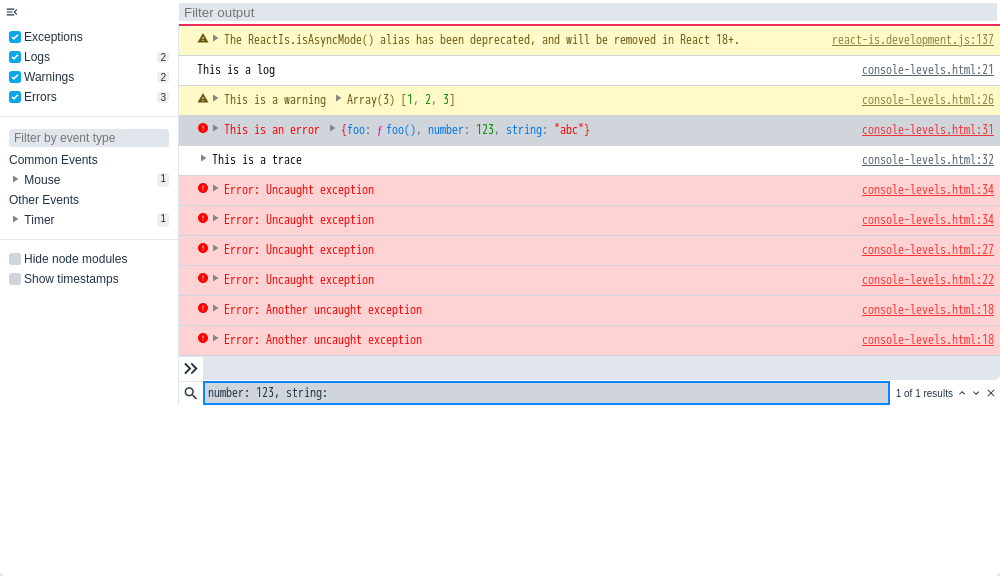 Filter output
Exceptions
Logs 2
Warnings 2
Errors 3
Filter by event type
Common Events
Mouse 1
Other Events
Timer 1
Hide node modules
Show timestamps
The ReactIs.isAsyncMode() alias has been deprecated, and will be removed in React 18+. react-is.development.js:137
This is a log console-levels.html:21
This is a warning Array(3) [1, 2, 3] console-levels.html:26
This is an error {foo: ƒ foo(), number: 123, string: "abc"} console-levels.html:31
This is a trace console-levels.html:32
Error: Uncaught exception console-levels.html:34
Error: Uncaught exception console-levels.html:34
Error: Uncaught exception console-levels.html:27
Error: Uncaught exception console-levels.html:22
Error: Another uncaught exception console-levels.html:18
Error: Another uncaught exception console-levels.html:18
number: 123, string: 1 of 1 results